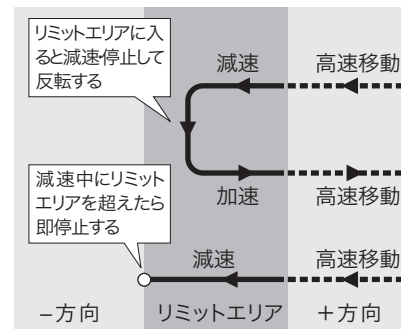 リミットエリアに入
ると減速・停止して
反転する
減速
高速移動
加速
高速移動
減速中にリミット
エリアを超えたら
即停止する
減速
高速移動
−方向
リミットエリア
＋方向